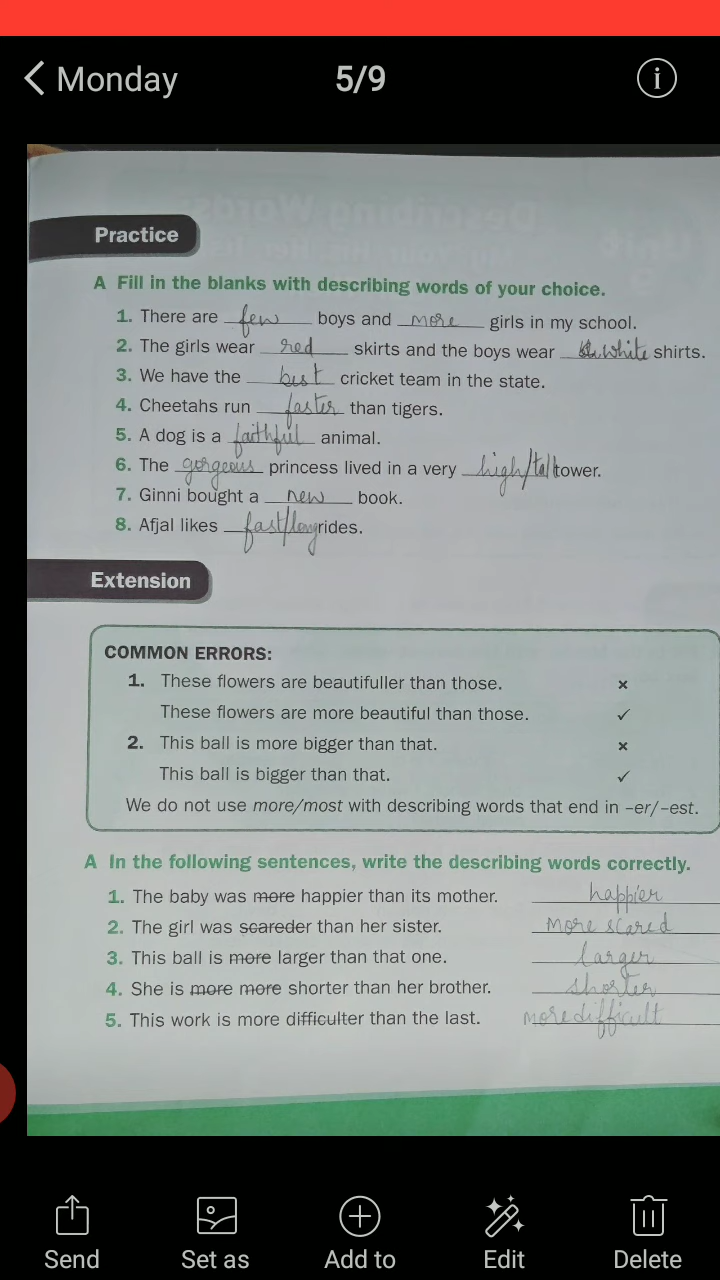 Monday 5/9
Practice
A Fill in the blanks with describing words of your choice.
1. There are few boys and more girls in my school.
2. The girls wear red skirts and the boys wear white shirts.
3. We have the best cricket team in the state.
4. Cheetahs run faster than tigers.
5. A dog is a faithful animal.
6. The gorgeous princess lived in a very high/tall tower.
7. Ginni bought a new book.
8. Afjal likes fast/long rides.
Extension
COMMON ERRORS:
1. These flowers are beautifuller than those. ×
These flowers are more beautiful than those. ✓
2. This ball is more bigger than that. ×
This ball is bigger than that. ✓
We do not use more/most with describing words that end in –er/–est.
A In the following sentences, write the describing words correctly.
1. The baby was more happier than its mother. happier
2. The girl was scareder than her sister. more scared
3. This ball is more larger than that one. larger
4. She is more more shorter than her brother. shorter
5. This work is more difficulter than the last. more difficult
Send Set as Add to Edit Delete